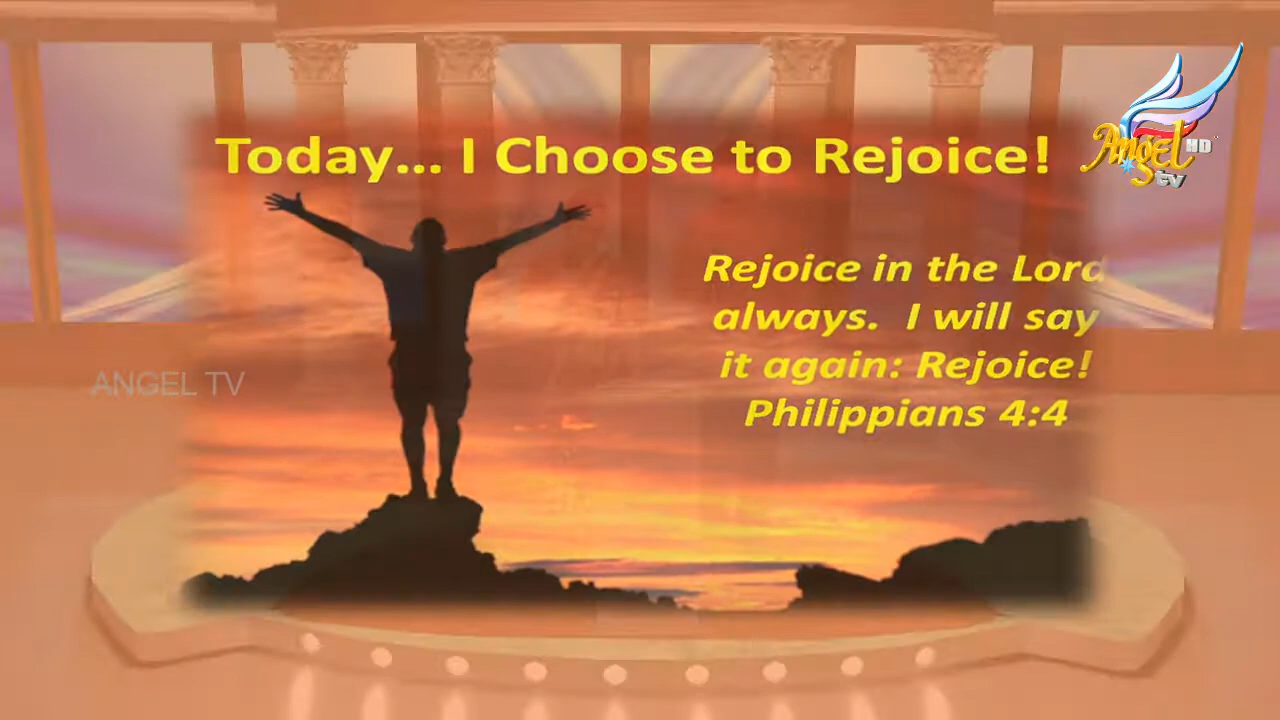 Today... I Choose to Rejoice!
Angel
HD
tv
Rejoice in the Lord
always. I will say
it again: Rejoice!
Philippians 4:4
ANGEL TV